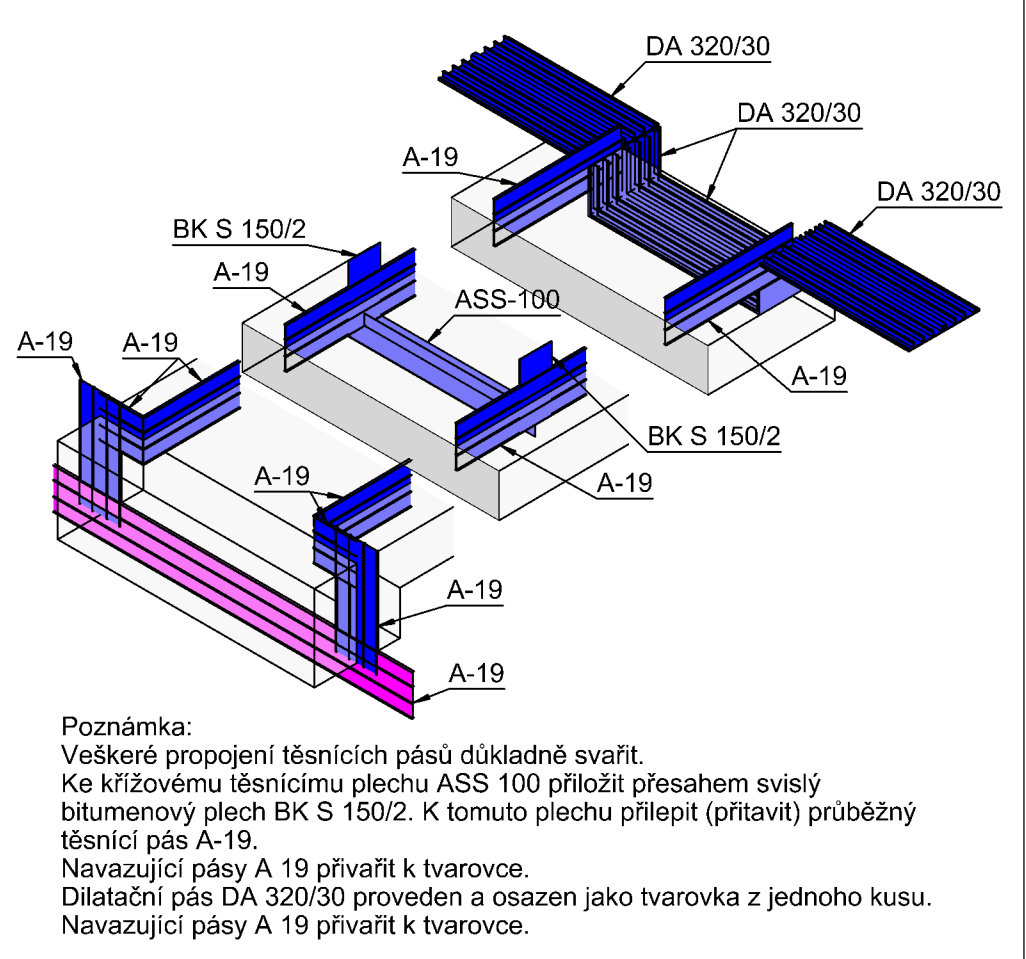 DA 320/30
DA 320/30
A-19
DA 320/30
BK S 150/2
A-19
ASS-100
A-19
A-19
A-19
BK S 150/2
A-19
A-19
A-19
A-19
Poznámka:
Veškeré propojení těsnících pásů důkladně svařit.
Ke křížovému těsnícímu plechu ASS 100 přiložit přesahem svislý
bitumenový plech BK S 150/2. K tomuto plechu přilepit (přitavit) průběžný
těsnící pás A-19.
Navazující pásy A 19 přivařit k tvarovce.
Dilatační pás DA 320/30 proveden a osazen jako tvarovka z jednoho kusu.
Navazující pásy A 19 přivařit k tvarovce.